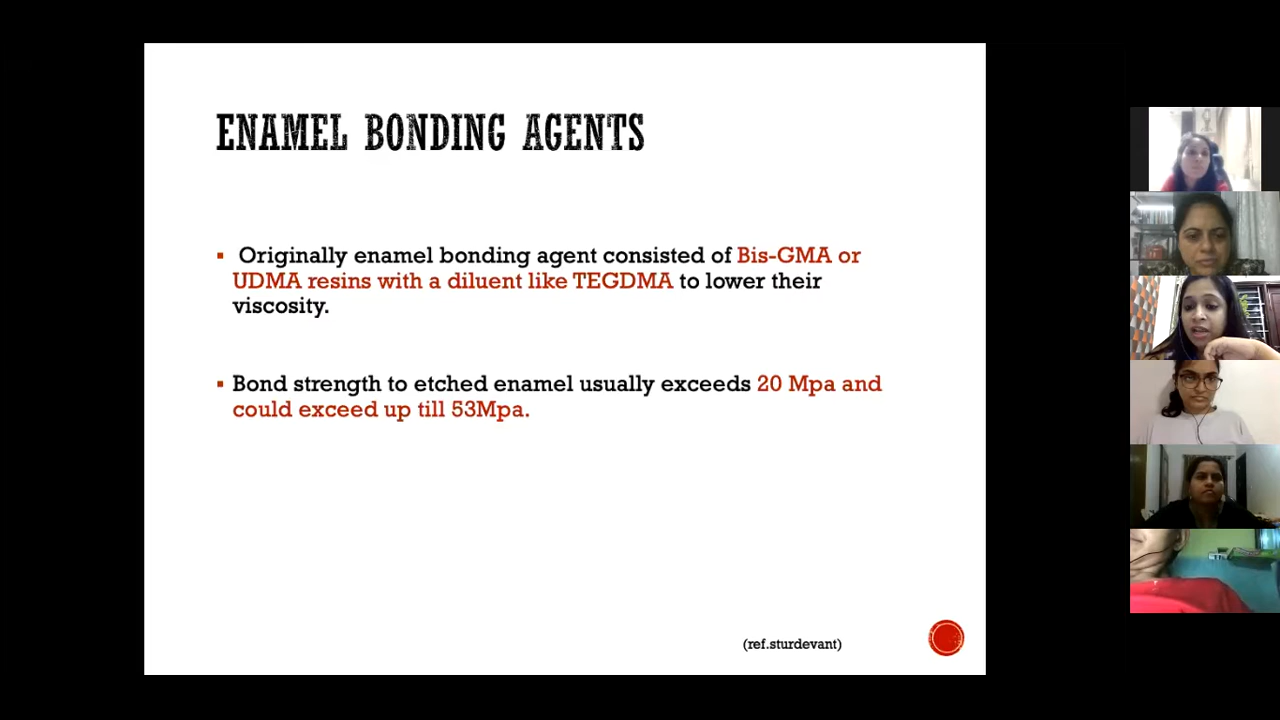 ENAMEL BONDING AGENTS
Originally enamel bonding agent consisted of Bis-GMA or
UDMA resins with a diluent like TEGDMA to lower their
viscosity.
Bond strength to etched enamel usually exceeds 20 Mpa and
could exceed up till 53Mpa.
(ref.sturdevant)